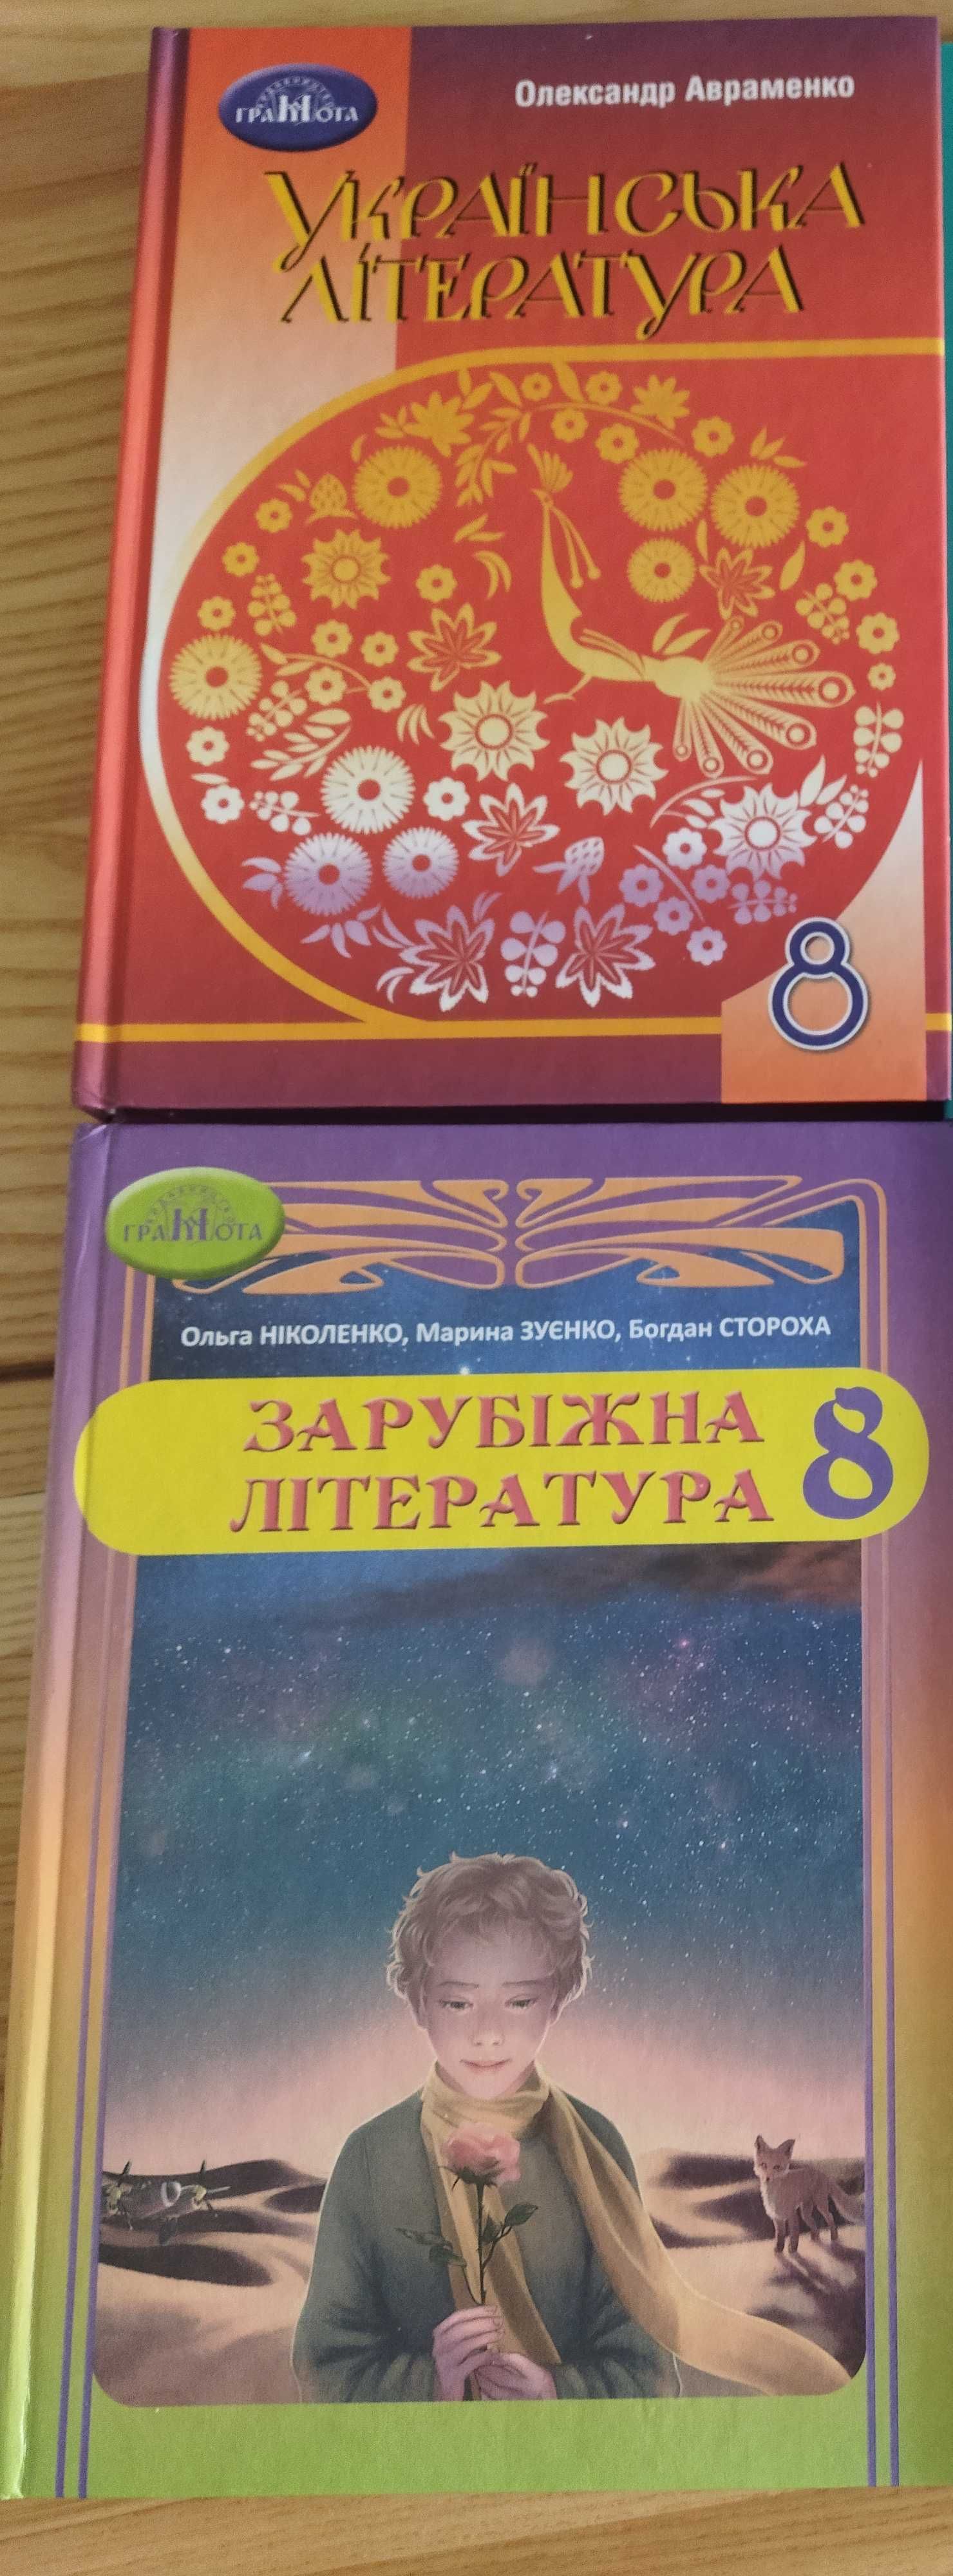 ГРАМОТА
Олександр Авраменко
УКРАЇНСЬКА
ЛІТЕРАТУРА
8
ГРАМОТА
Ольга НІКОЛЕНКО, Марина ЗУЄНКО, Богдан СТОРОХА
ЗАРУБІЖНА
ЛІТЕРАТУРА 8